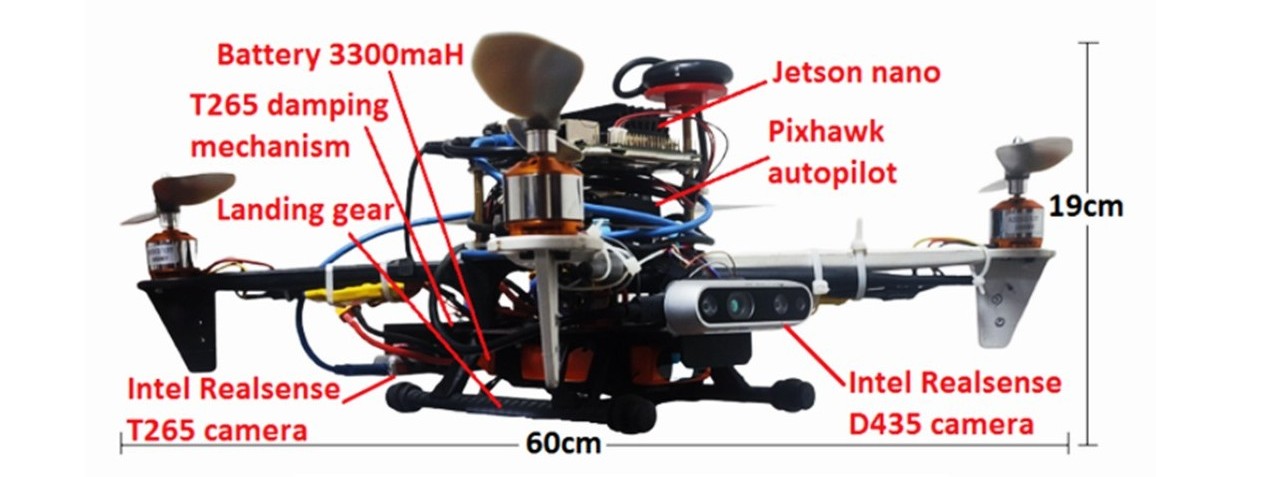 Battery 3300maH
T265 damping
mechanism
Landing gear
Jetson nano
Pixhawk
autopilot
19cm
Intel Realsense
T265 camera
Intel Realsense
D435 camera
60cm